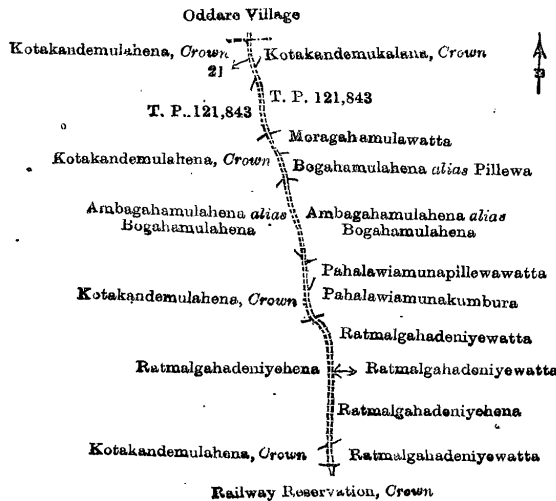 Oddaro Village
Kotakandemulahena, Crown
Kotakandemukalana, Crown
21
T. P. 121,843
T. P. 121,843
Moragahamulawatta
Kotakandemulahena, Crown
Bogahamulahena alias Pillewa
Ambagahamulahena alias
Bogahamulahena
Ambagahamulahena alias
Bogahamulahena
Pahalawiamunapillewawatta
Kotakandemulahena, Crown
Pahalawiamunakumbura
Ratmalgahadeniyewatta
Ratmalgahadeniyehena
Ratmalgahadeniyewatta
Ratmalgahadeniyehena
Kotakandemulahena, Crown
Ratmalgahadeniyewatta
Railway Reservation, Crown